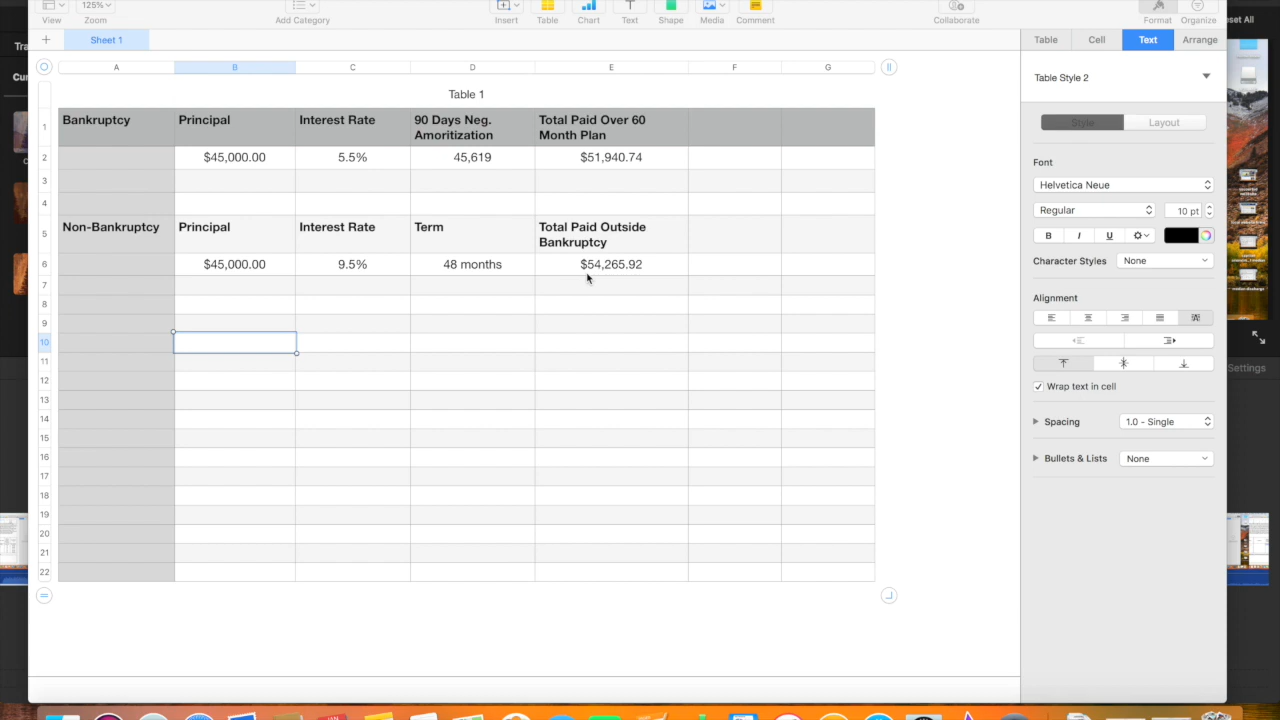 125%
View
Zoom
Add Category
Insert
Table
Chart
Text
Shape
Media
Comment
Collaborate
Format
Organize
eset All
Sheet 1
Table
Cell
Text
Arrange
Tra
Cur
A
B
C
D
E
F
G
Table 1
1
Bankruptcy
Principal
Interest Rate
90 Days Neg.
Amoritization
Total Paid Over 60
Month Plan
2
$45,000.00
5.5%
45,619
$51,940.74
3
4
5
Non-Bankruptcy
Principal
Interest Rate
Term
Total Paid Outside
Bankruptcy
6
$45,000.00
9.5%
48 months
$54,265.92
7
8
9
10
11
12
13
14
15
16
17
18
19
20
21
22
Table Style 2
Style
Layout
Font
Helvetica Neue
Regular
10 pt
B
I
U
Character Styles
None
Alignment
Wrap text in cell
Spacing
1.0 - Single
Bullets & Lists
None
Settings